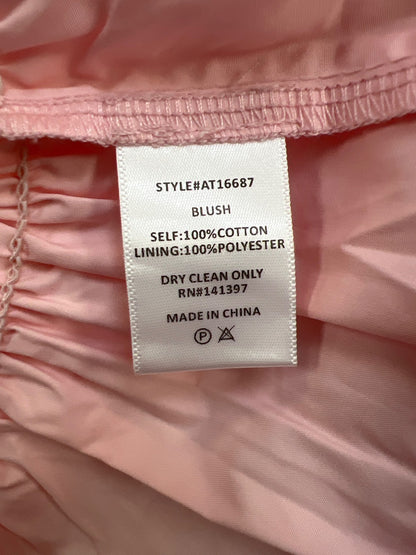 STYLE#AT16687
BLUSH
SELF:100%COTTON
LINING:100%POLYESTER
DRY CLEAN ONLY
RN#141397
MADE IN CHINA
P